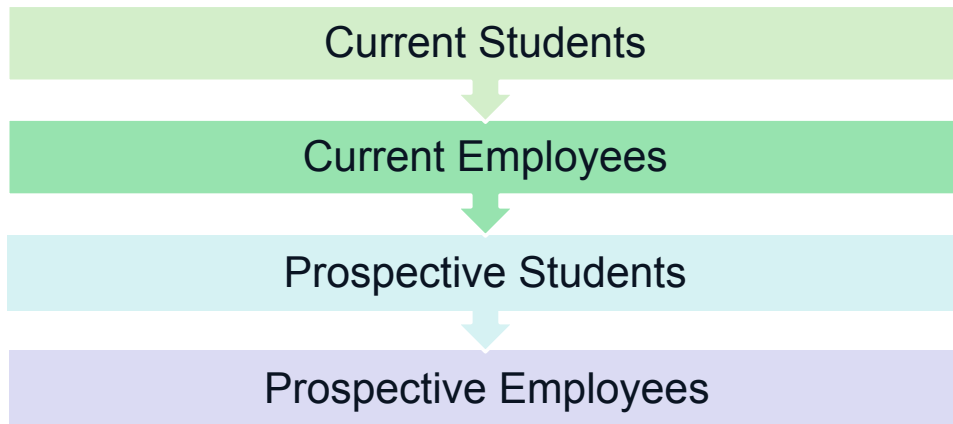 Current Students
Current Employees
Prospective Students
Prospective Employees